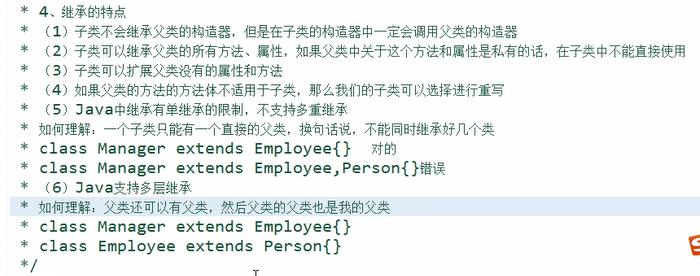 * 4、继承的特点
* （1）子类不会继承父类的构造器，但是在子类的构造器中一定会调用父类的构造器
* （2）子类可以继承父类的所有方法、属性，如果父类中关于这个方法和属性是私有的话，在子类中不能直接使用
* （3）子类可以扩展父类没有的属性和方法
* （4）如果父类的方法的方法体不适用于子类，那么我们的子类可以选择进行重写
* （5）Java中继承有单继承的限制，不支持多重继承
* 如何理解：一个子类只能有一个直接的父类，换句话说，不能同时继承好几个类
* class Manager extends Employee{} 对的
* class Manager extends Employee,Person{}错误
* （6）Java支持多层继承
* 如何理解：父类还可以有父类，然后父类的父类也是我的父类
* class Manager extends Employee{}
* class Employee extends Person{}
*/